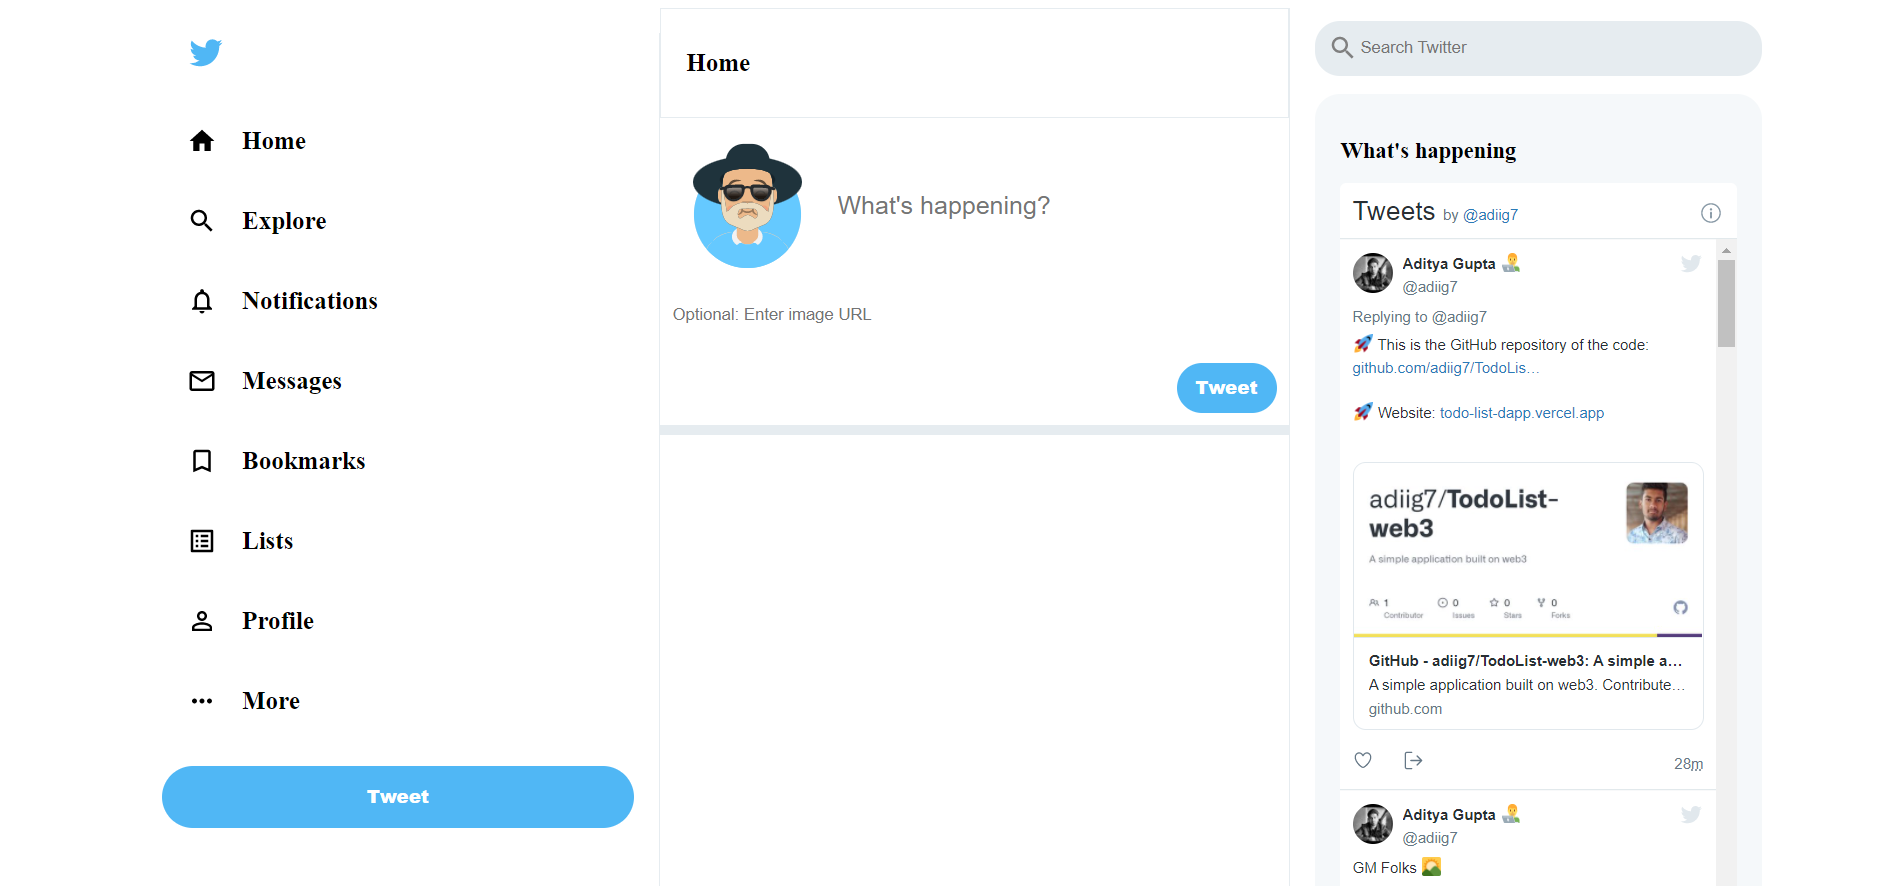 Home
Explore
Notifications
Messages
Bookmarks
Lists
Profile
More
Tweet
Home
What's happening?
Optional: Enter image URL
Tweet
Search Twitter
What's happening
Tweets by @adiig7
Aditya Gupta
@adiig7
Replying to @adiig7
This is the GitHub repository of the code:
github.com/adiig7/TodoLis…
Website: todo-list-dapp.vercel.app
adiig7/TodoList-
web3
A simple application built on web3
1 0 0 0
Contributor Issues Stars Forks
GitHub - adiig7/TodoList-web3: A simple a…
A simple application built on web3. Contribute…
github.com
28m
Aditya Gupta
@adiig7
GM Folks